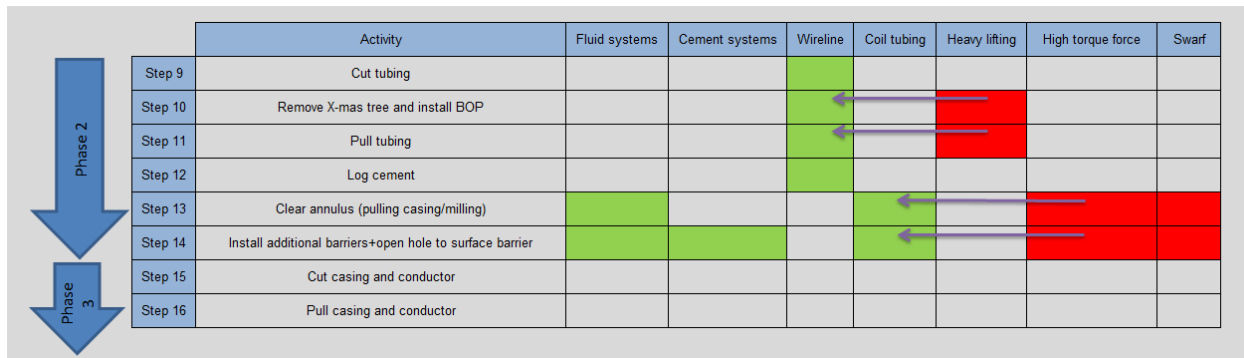 Activity Fluid systems Cement systems Wireline Coil tubing Heavy lifting High torque force Swarf
Phase 2
Step 9 Cut tubing
Step 10 Remove X-mas tree and install BOP
Step 11 Pull tubing
Step 12 Log cement
Step 13 Clear annulus (pulling casing/milling)
Step 14 Install additional barriers+open hole to surface barrier
Phase
3
Step 15 Cut casing and conductor
Step 16 Pull casing and conductor